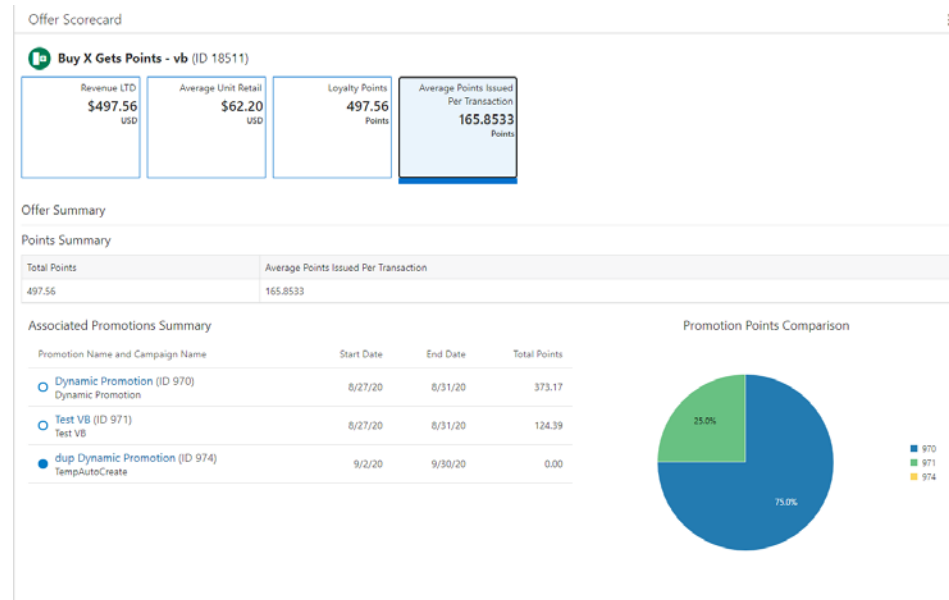 Offer Scorecard
Buy X Gets Points - vb (ID 18511)
Revenue LTD
$497.56
USD
Average Unit Retail
$62.20
USD
Loyalty Points
497.56
Points
Average Points Issued
Per Transaction
165.8533
Points
Offer Summary
Points Summary
Total Points Average Points Issued Per Transaction
497.56 165.8533
Associated Promotions Summary
Promotion Name and Campaign Name Start Date End Date Total Points
Dynamic Promotion (ID 970) 8/27/20 8/31/20 373.17
Dynamic Promotion
Test VB (ID 971) 8/27/20 8/31/20 124.39
Test VB
dup Dynamic Promotion (ID 974) 9/2/20 9/30/20 0.00
TempAutoCreate
Promotion Points Comparison
25.0%
75.0%
970
971
974